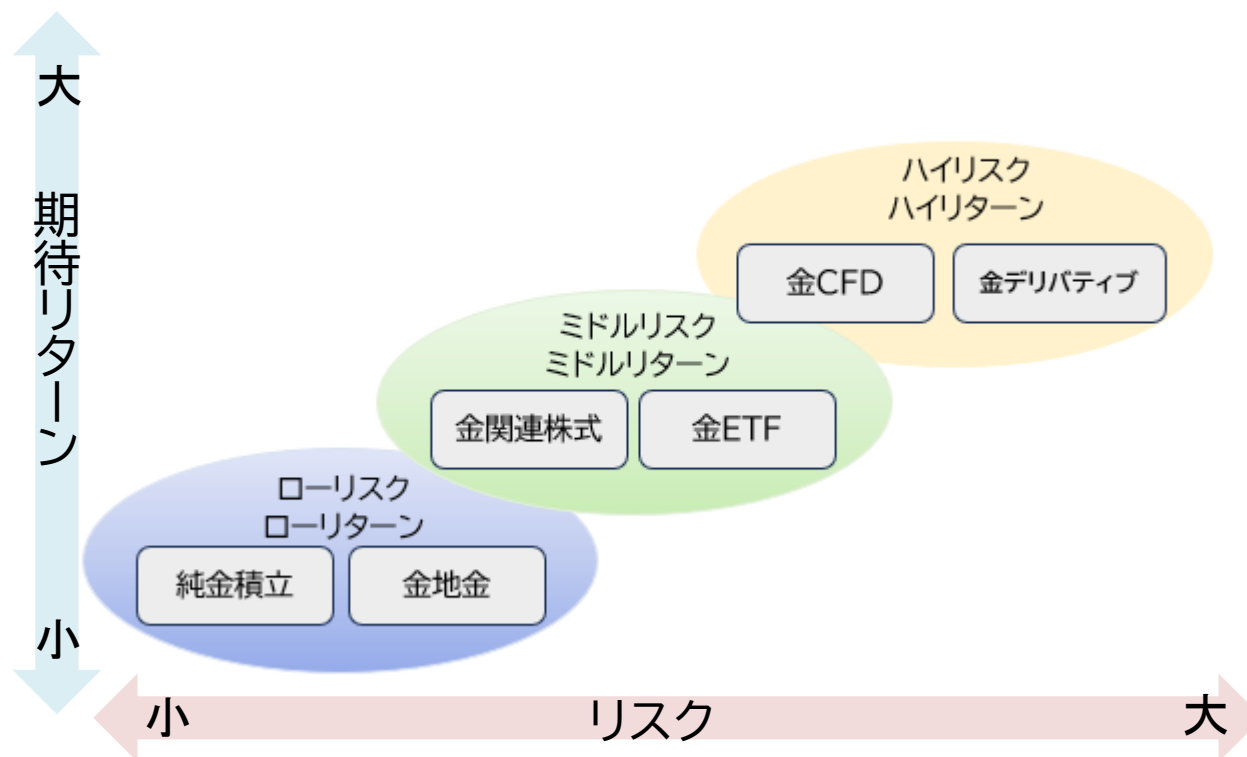 大
期待リターン
小
ハイリスク
ハイリターン
金CFD
金デリバティブ
ミドルリスク
ミドルリターン
金関連株式
金ETF
ローリスク
ローリターン
純金積立
金地金
小
リスク
大